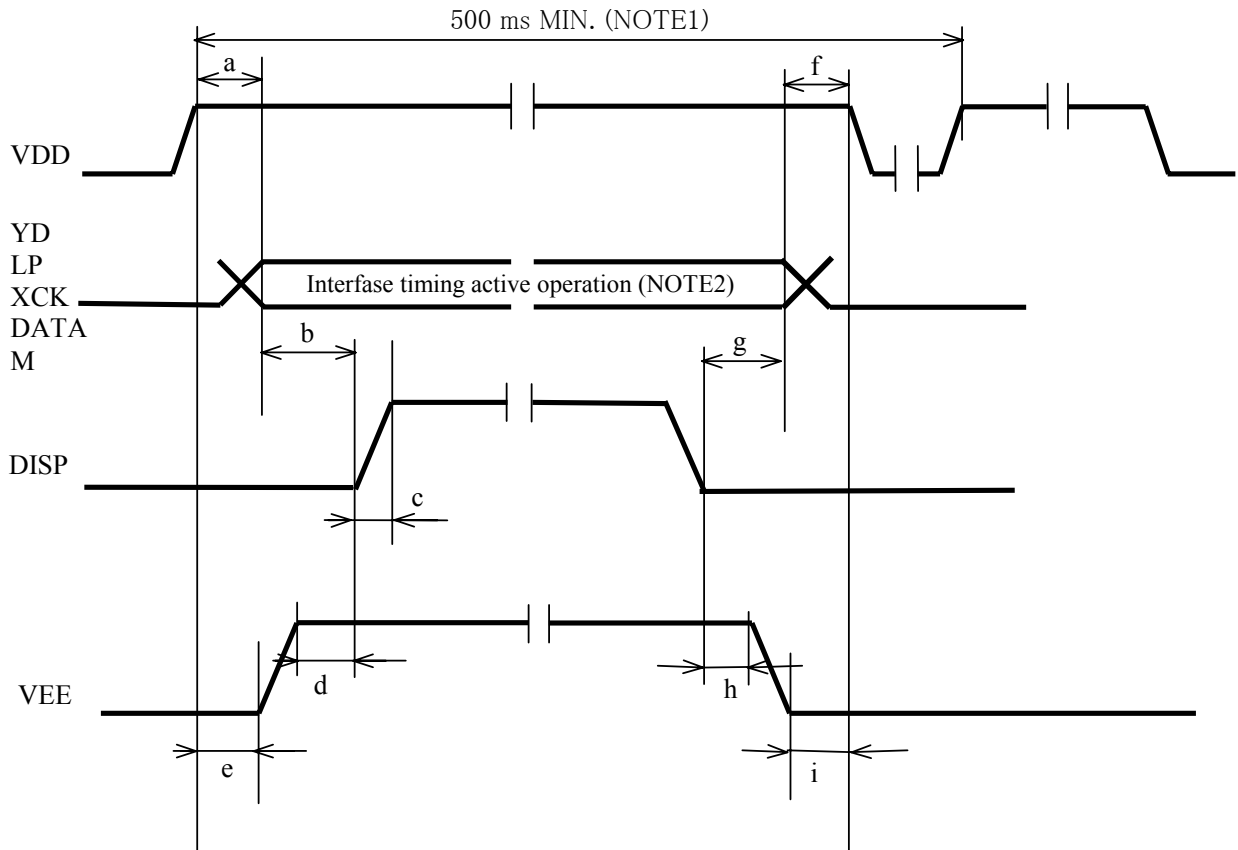 500 ms MIN. (NOTE1)
a
f
VDD
YD
LP
XCK
DATA
M
Interfase timing active operation (NOTE2)
b
g
DISP
c
d
h
VEE
e
i